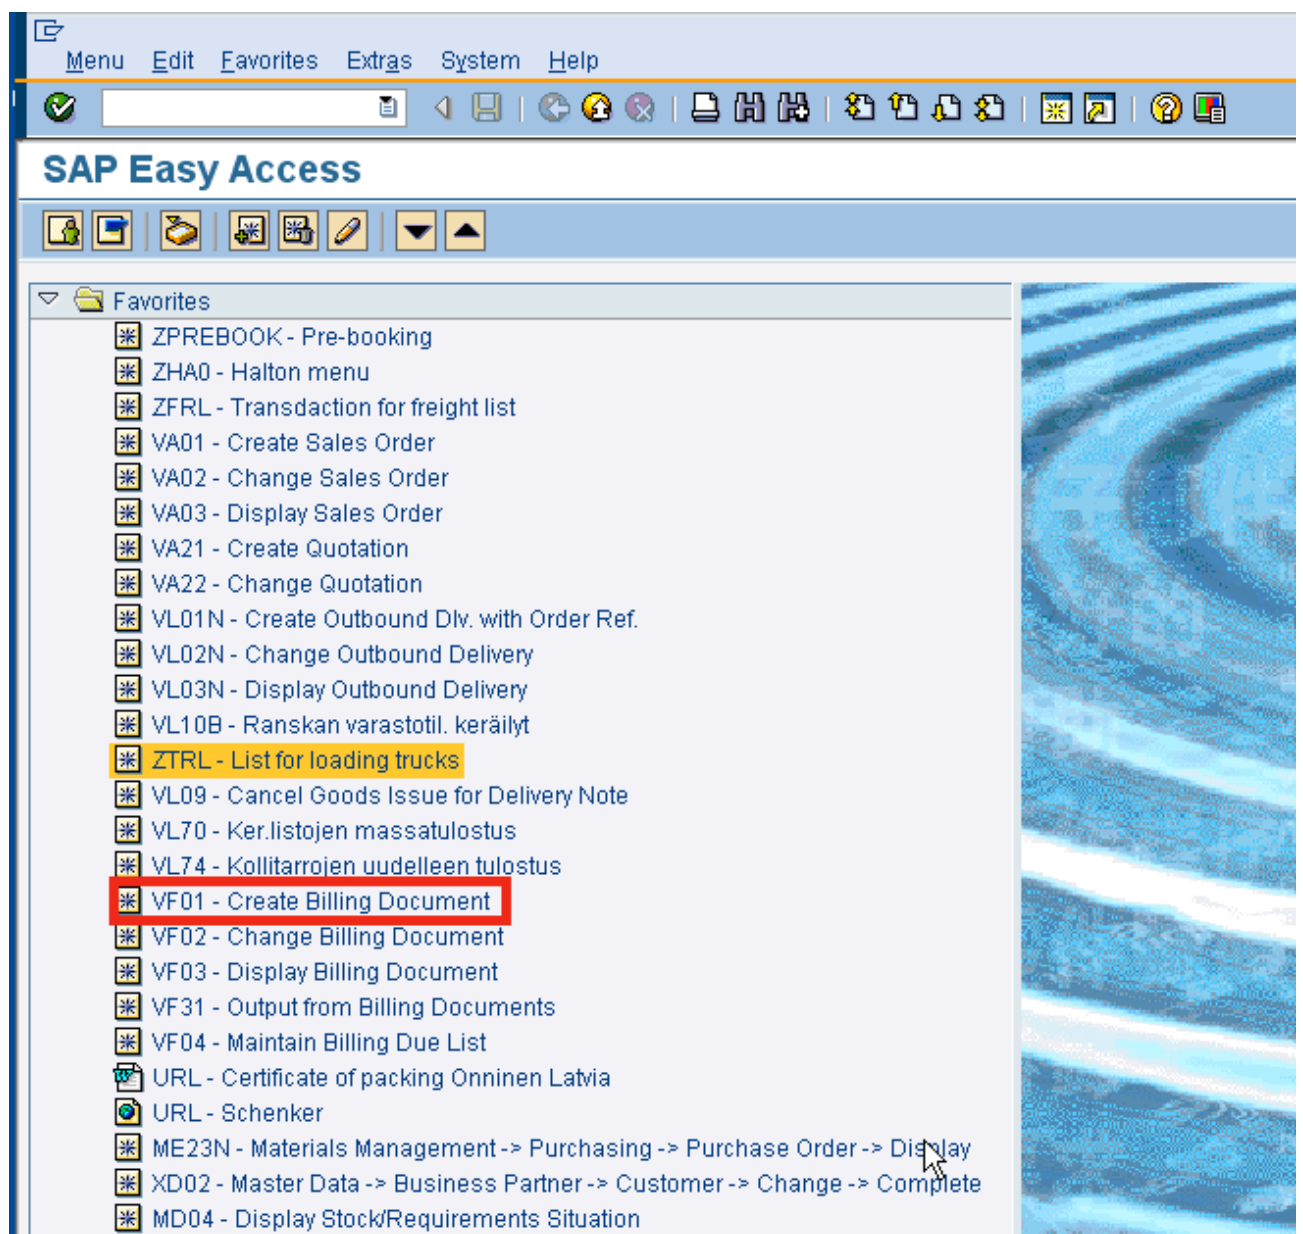 Menu Edit Favorites Extras System Help
SAP Easy Access
Favorites
ZPREBOOK - Pre-booking
ZHA0 - Halton menu
ZFRL - Transdaction for freight list
VA01 - Create Sales Order
VA02 - Change Sales Order
VA03 - Display Sales Order
VA21 - Create Quotation
VA22 - Change Quotation
VL01N - Create Outbound Dlv. with Order Ref.
VL02N - Change Outbound Delivery
VL03N - Display Outbound Delivery
VL10B - Ranskan varastotil. keräilyt
ZTRL - List for loading trucks
VL09 - Cancel Goods Issue for Delivery Note
VL70 - Ker.listojen massatulostus
VL74 - Kollitarrojen uudelleen tulostus
VF01 - Create Billing Document
VF02 - Change Billing Document
VF03 - Display Billing Document
VF31 - Output from Billing Documents
VF04 - Maintain Billing Due List
URL - Certificate of packing Onninen Latvia
URL - Schenker
ME23N - Materials Management -> Purchasing -> Purchase Order -> Display
XD02 - Master Data -> Business Partner -> Customer -> Change -> Complete
MD04 - Display Stock/Requirements Situation